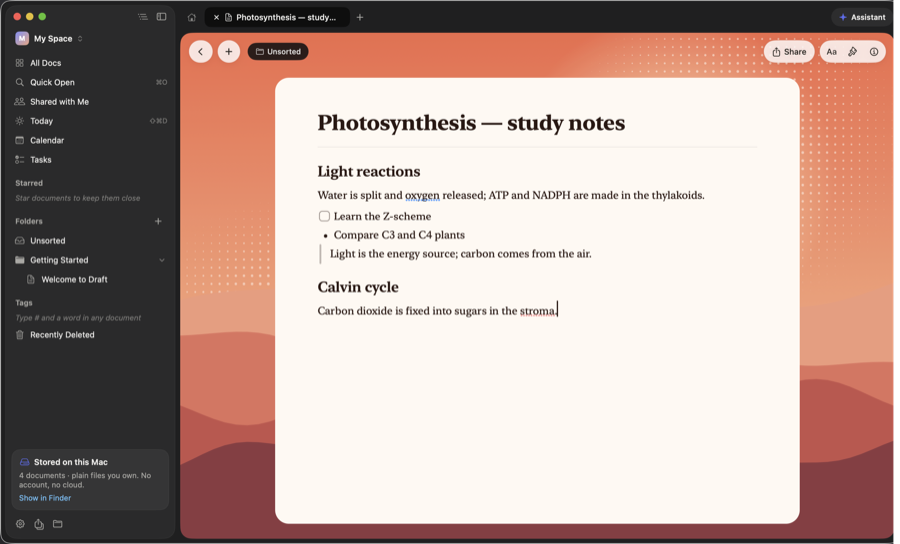 Photosynthesis — study...
Assistant
My Space
All Docs
Quick Open ⌘O
Shared with Me
Today ⇧⌘D
Calendar
Tasks
Starred
Star documents to keep them close
Folders
Unsorted
Getting Started
Welcome to Draft
Tags
Type # and a word in any document
Recently Deleted
Stored on this Mac
4 documents · plain files you own. No
account, no cloud.
Show in Finder
Unsorted
Share
Aa
Photosynthesis — study notes
Light reactions
Water is split and oxygen released; ATP and NADPH are made in the thylakoids.
Learn the Z-scheme
• Compare C3 and C4 plants
Light is the energy source; carbon comes from the air.
Calvin cycle
Carbon dioxide is fixed into sugars in the stroma.